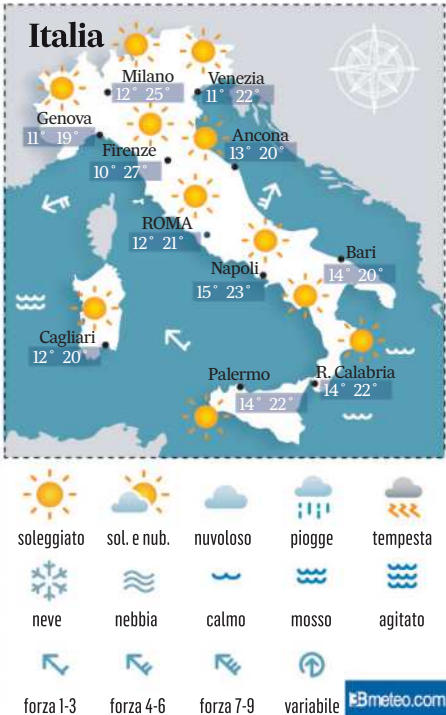 Italia
Milano
12° 25°
Venezia
11° 22°
Genova
11° 19°
Firenze
10° 27°
Ancona
13° 20°
ROMA
12° 21°
Napoli
15° 23°
Bari
14° 20°
Cagliari
12° 20°
Palermo
14° 22°
R. Calabria
14° 22°
soleggiato sol. e nub. nuvoloso piogge tempesta
neve nebbia calmo mosso agitato
forza 1-3 forza 4-6 forza 7-9 variabile
3Bmeteo.com